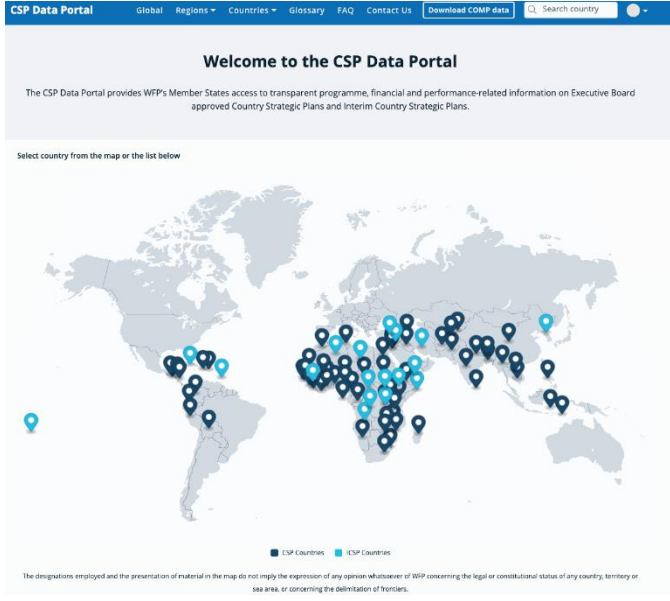 CSP Data Portal Global Regions Countries Glossary FAQ Contact Us Download COMP data Search country
Welcome to the CSP Data Portal
The CSP Data Portal provides WFP's Member States access to transparent programme, financial and performance-related information on Executive Board
approved Country Strategic Plans and Interim Country Strategic Plans.
Select country from the map or the list below
CSP Countries ICSP Countries
The designations employed and the presentation of material in the map do not imply the expression of any opinion whatsoever of WFP concerning the legal or constitutional status of any country, territory or
sea area, or concerning the delimitation of frontiers.